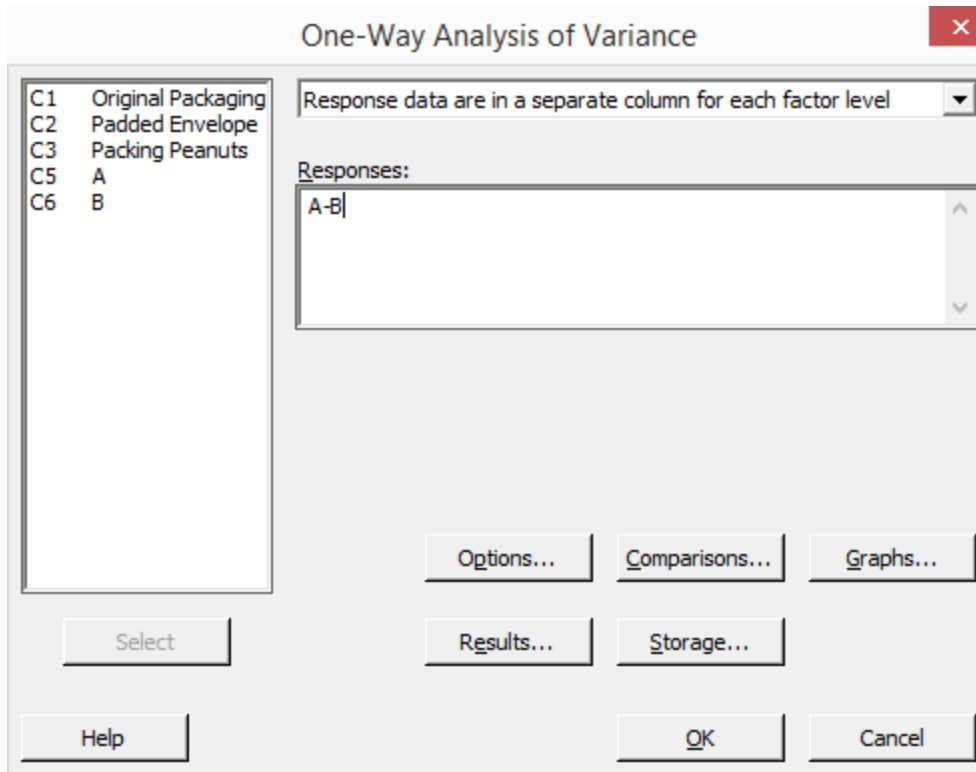 One-Way Analysis of Variance
C1 Original Packaging
C2 Padded Envelope
C3 Packing Peanuts
C5 A
C6 B
Response data are in a separate column for each factor level
Responses:
A-B
Options... Comparisons... Graphs...
Select Results... Storage...
Help OK Cancel